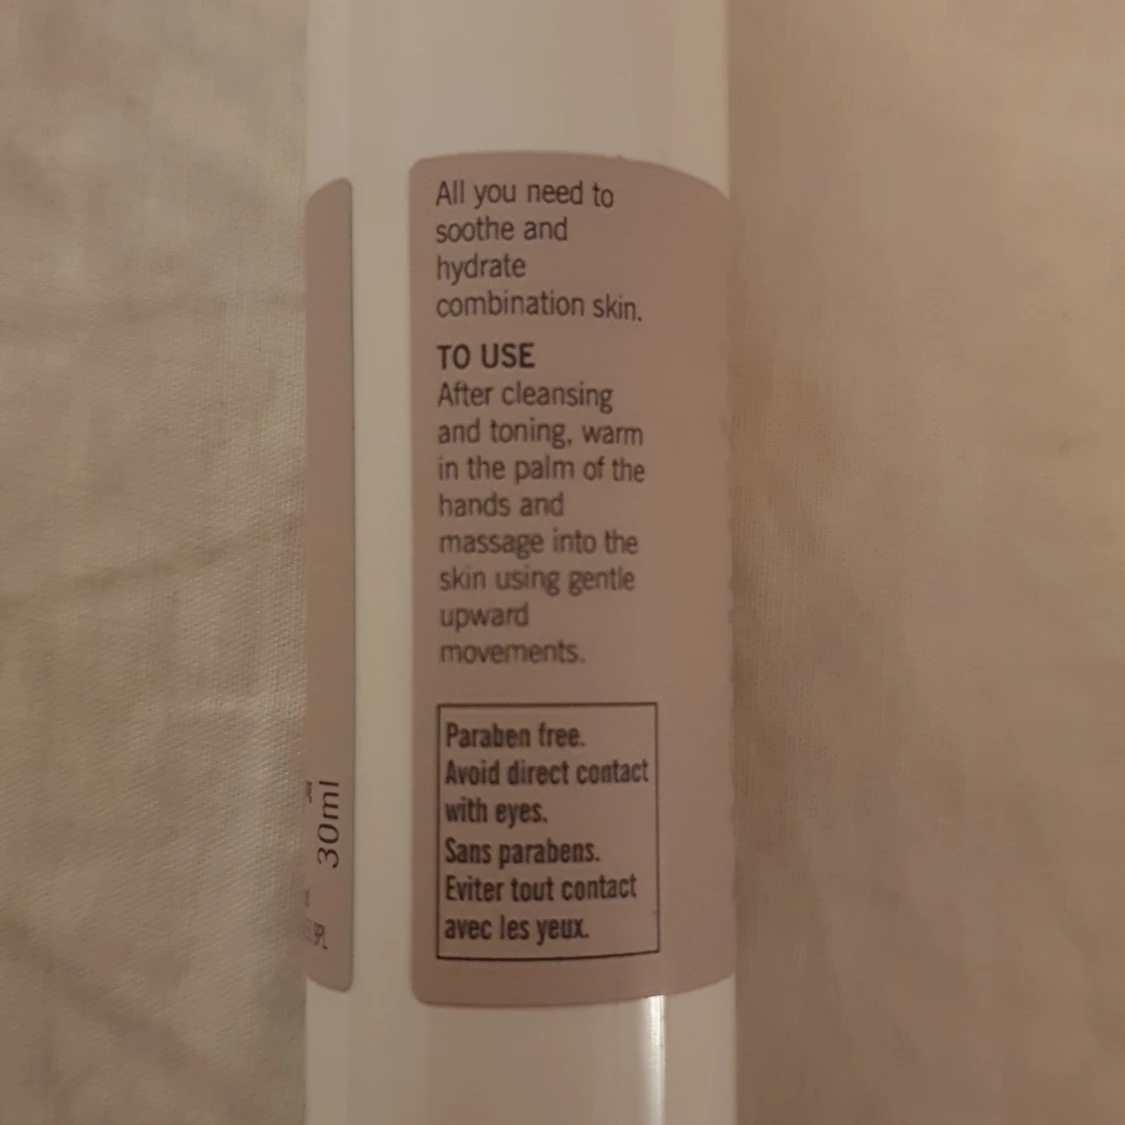 All you need to
soothe and
hydrate
combination skin.
TO USE
After cleansing
and toning, warm
in the palm of the
hands and
massage into the
skin using gentle
upward
movements.
Paraben free.
Avoid direct contact
with eyes.
Sans parabens.
Eviter tout contact
avec les yeux.
30ml